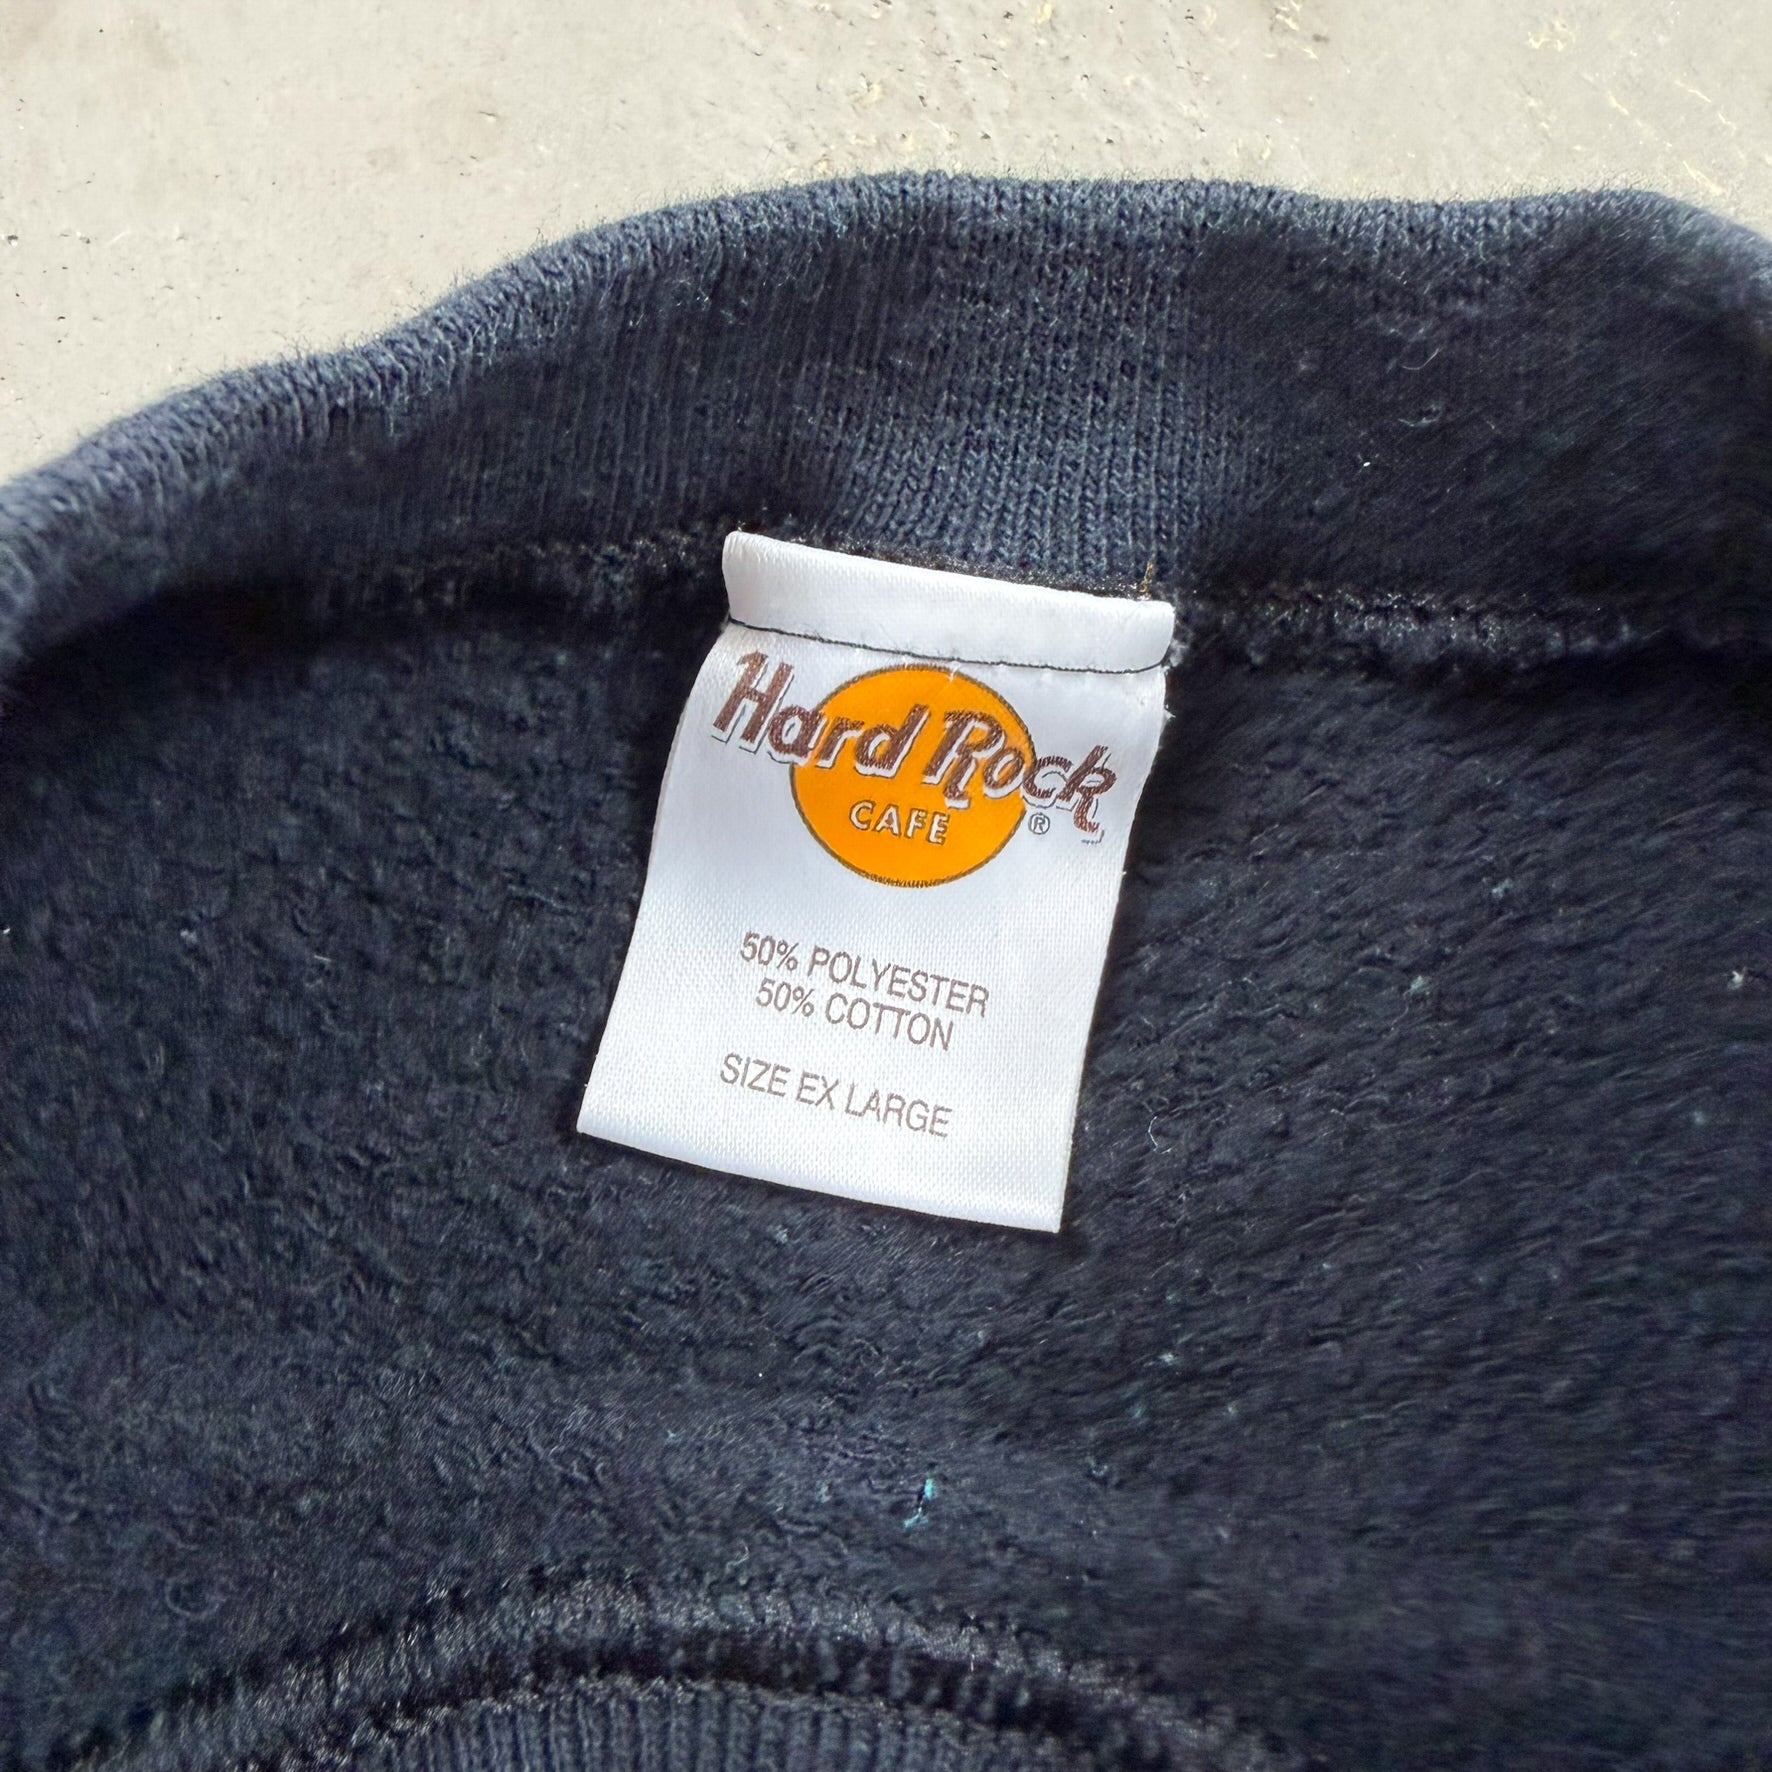 Hard Rock
CAFE
®
50% POLYESTER
50% COTTON
SIZE EX LARGE